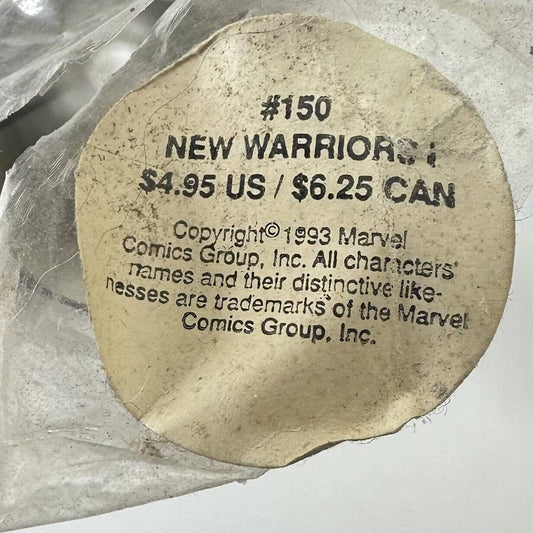 #150
NEW WARRIORS I
$4.95 US / $6.25 CAN
Copyright© 1993 Marvel
Comics Group, Inc. All characters'
names and their distinctive like-
nesses are trademarks of the Marvel
Comics Group, Inc.